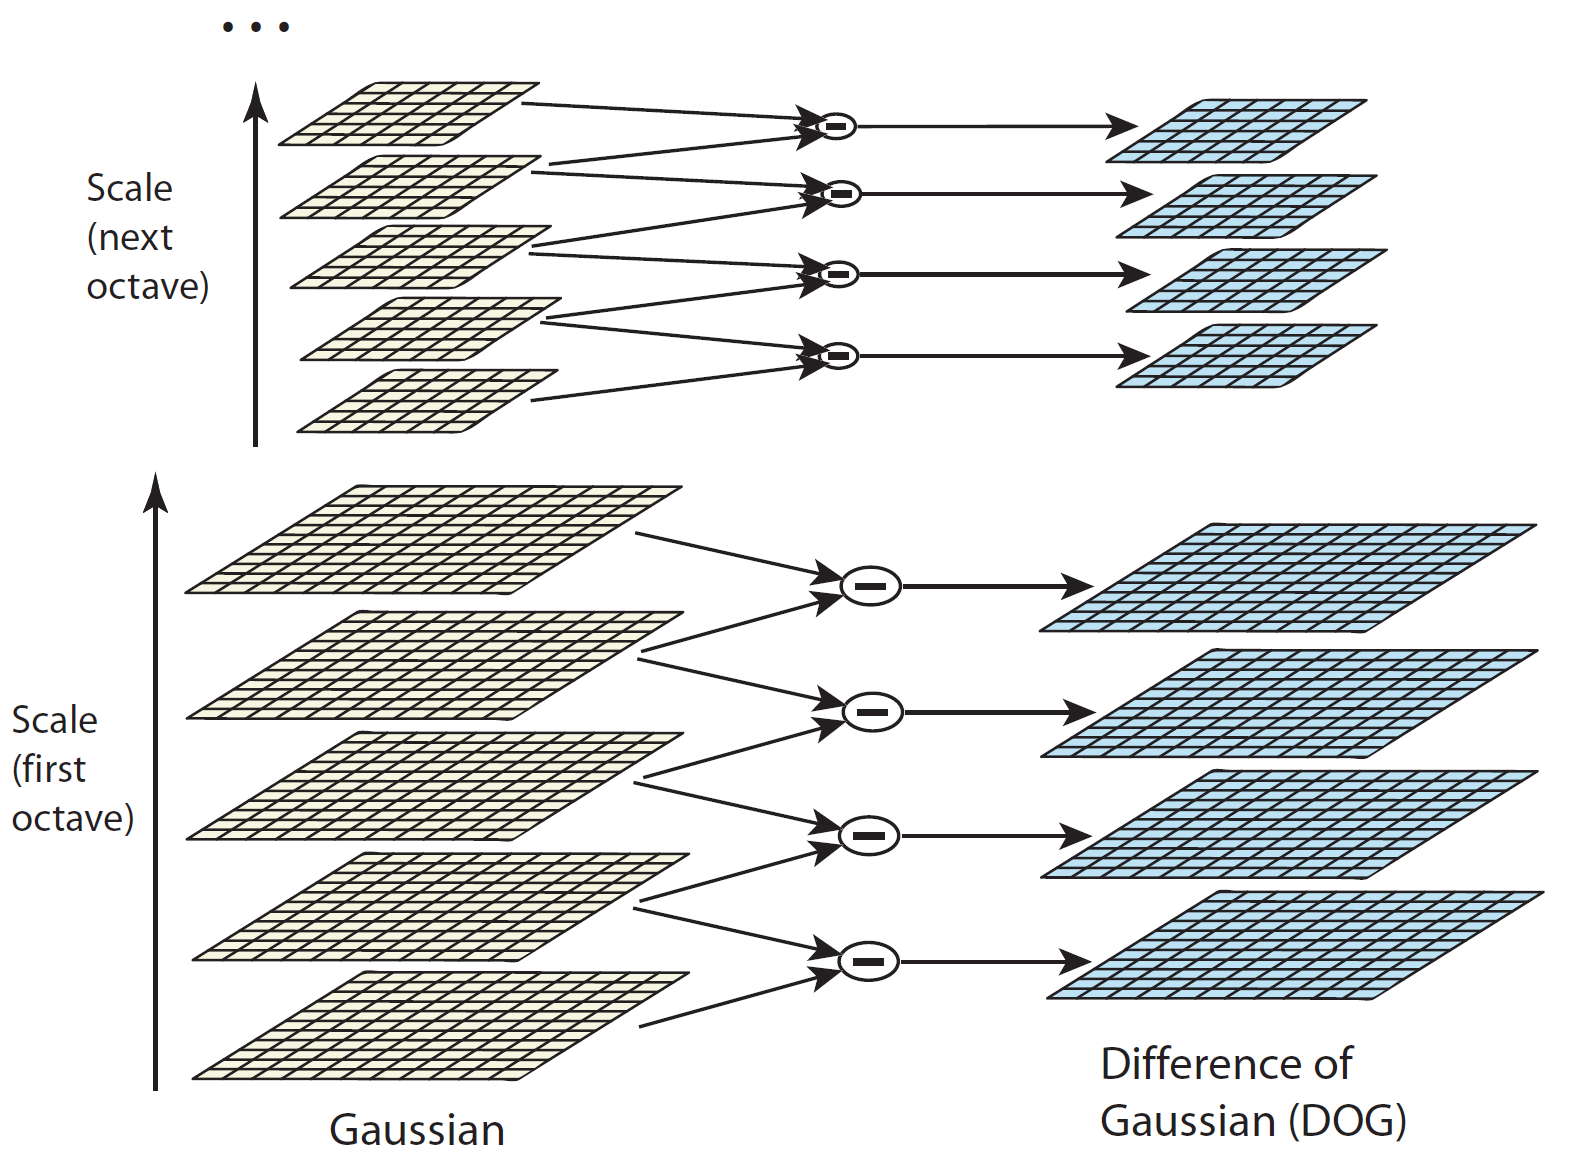 • • •
Scale
(next
octave)
Scale
(first
octave)
Gaussian
Difference of
Gaussian (DOG)